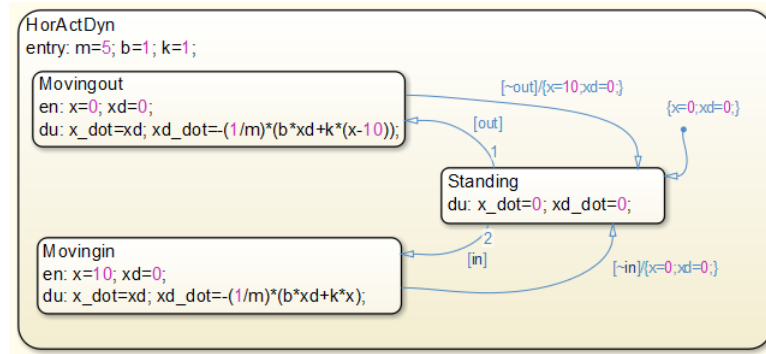 HorActDyn
entry: m=5; b=1; k=1;
Movingout
en: x=0; xd=0;
du: x_dot=xd; xd_dot=-(1/m)*(b*xd+k*(x-10));
[~out]/{x=10;xd=0;}
{x=0;xd=0;}
[out]
1
Standing
du: x_dot=0; xd_dot=0;
2
[in]
Movingin
en: x=10; xd=0;
du: x_dot=xd; xd_dot=-(1/m)*(b*xd+k*x);
[~in]/{x=0;xd=0;}